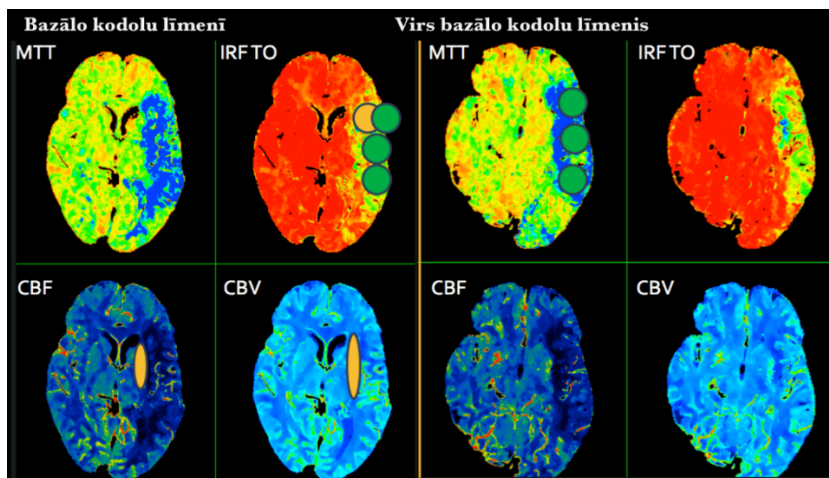 Bazālo kodolu līmenī
Virs bazālo kodolu līmenis
MTT
IRF TO
MTT
IRF TO
CBF
CBV
CBF
CBV